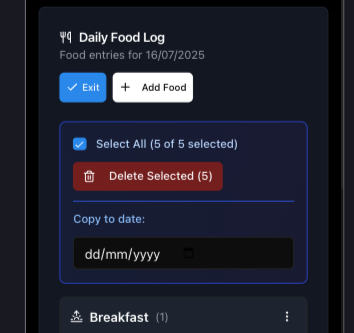 Daily Food Log
Food entries for 16/07/2025
Exit
Add Food
Select All (5 of 5 selected)
Delete Selected (5)
Copy to date:
dd/mm/yyyy
Breakfast (1)